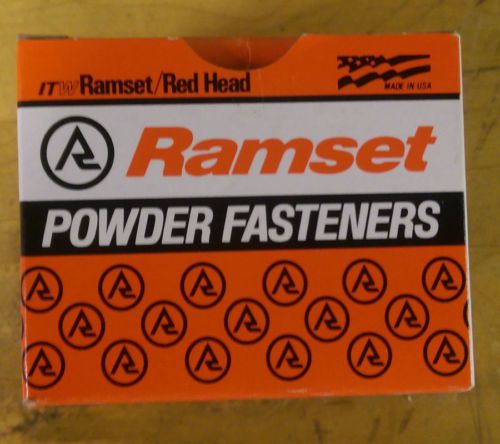 ITW Ramset/Red Head
MADE IN USA
Ramset
POWDER FASTENERS